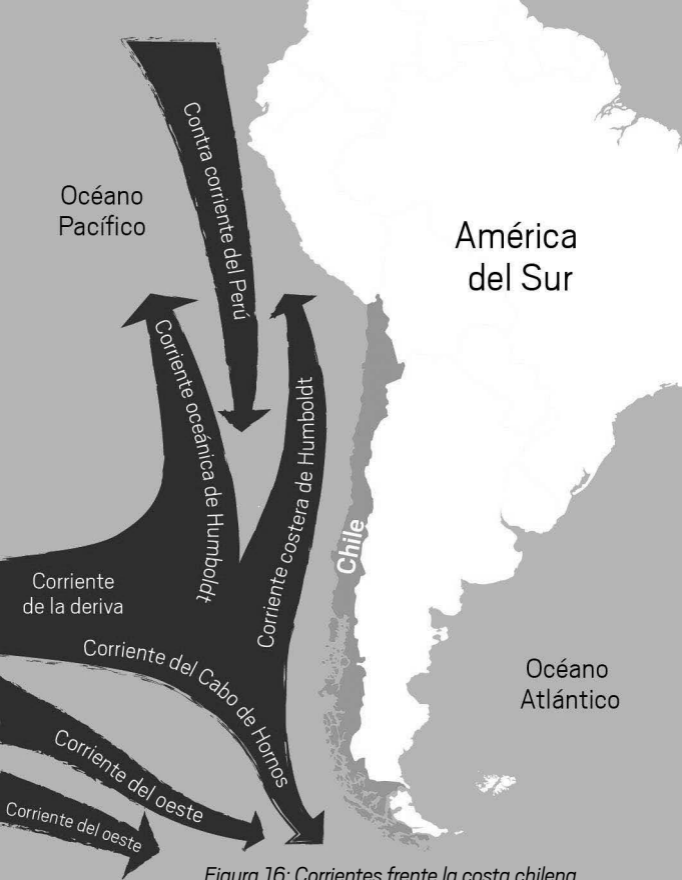 Contra corriente del Perú
Océano
Pacífico
América
del Sur
Corriente oceánica de Humboldt
Corriente costera de Humboldt
Chile
Corriente
de la deriva
Corriente del Cabo de Hornos
Océano
Atlántico
Corriente del oeste
Corriente del oeste
Figura 16: Corrientes frente la costa chilena